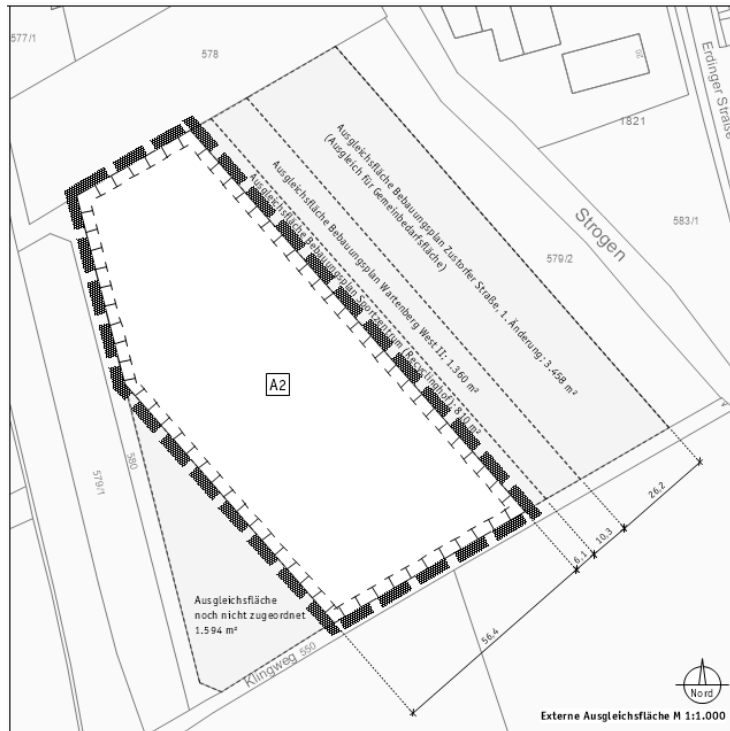 577/1
578
20
Erdinger Straße
1821
583/1
Strogen
579/2
Ausgleichsfläche Bebauungsplan Zustorfer Straße, 1. Änderung: 3.458 m²
(Ausgleich für Gemeinbedarfsfläche)
Ausgleichsfläche Bebauungsplan Wartenberg West II: 1.360 m²
Ausgleichsfläche Bebauungsplan Sportzentrum (Recyclinghof): 810 m²
A2
580
579/1
Ausgleichsfläche
noch nicht zugeordnet
1.594 m²
Klingweg 550
56,4
6,1
10,3
26,2
Nord
Externe Ausgleichsfläche M 1:1.000